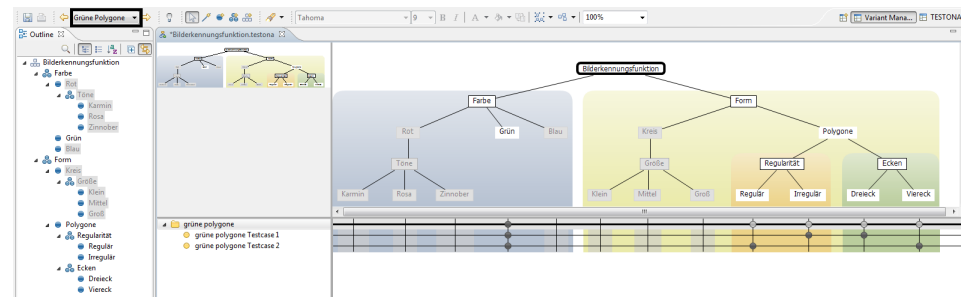 Grüne Polygone
Tahoma
9
B I A
100%
Variant Mana...
TESTONA
Outline
*Bilderkennungsfunktion.testona
Bilderkennungsfunktion
Farbe
Rot
Töne
Karmin
Rosa
Zinnober
Grün
Blau
Form
Kreis
Größe
Klein
Mittel
Groß
Polygone
Regularität
Regulär
Irregulär
Ecken
Dreieck
Viereck
Bilderkennungsfunktion
Farbe Form
Rot Grün Blau Kreis Polygone
Töne Größe Regularität Ecken
Karmin Rosa Zinnober Klein Mittel Groß Regulär Irregulär Dreieck Viereck
grüne polygone
grüne polygone Testcase 1
grüne polygone Testcase 2